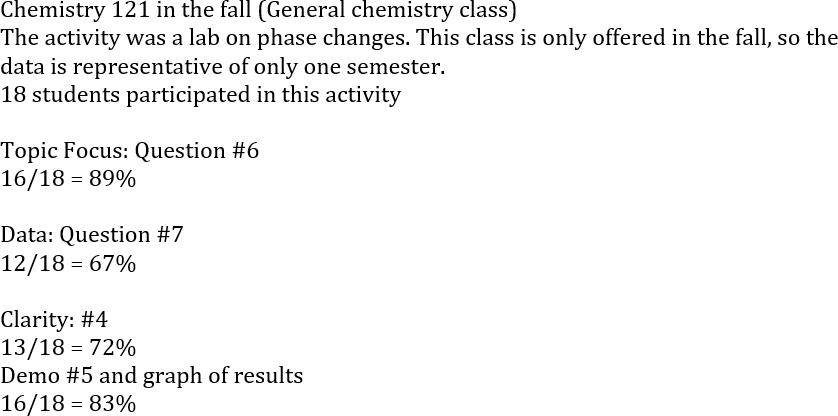 Chemistry 121 in the fall (General chemistry class)
The activity was a lab on phase changes. This class is only offered in the fall, so the
data is representative of only one semester.
18 students participated in this activity
Topic Focus: Question #6
16/18 = 89%
Data: Question #7
12/18 = 67%
Clarity: #4
13/18 = 72%
Demo #5 and graph of results
16/18 = 83%